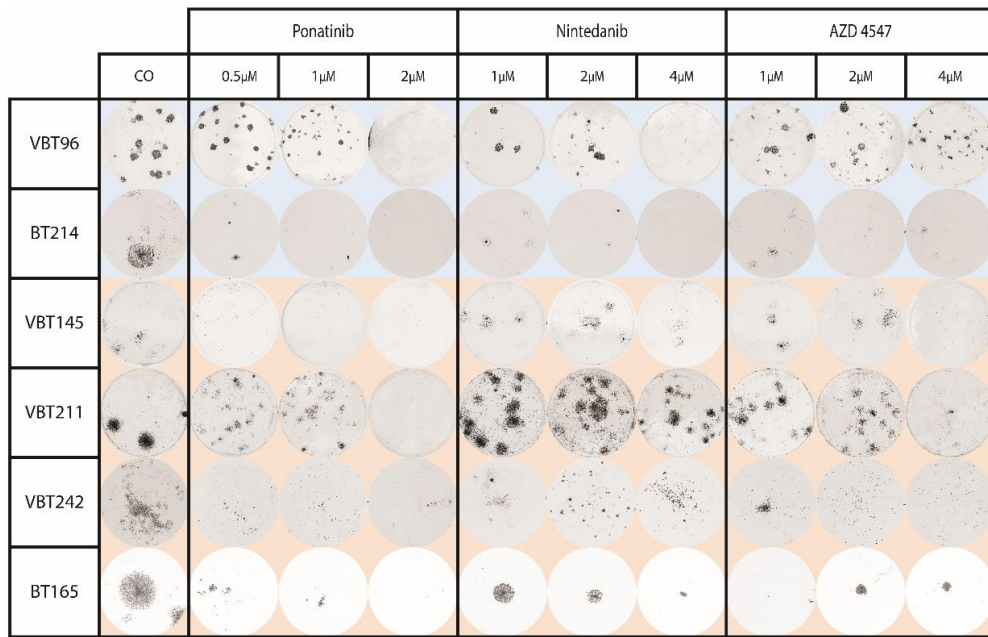 Ponatinib Nintedanib AZD 4547
CO 0.5µM 1µM 2µM 1µM 2µM 4µM 1µM 2µM 4µM
VBT96
BT214
VBT145
VBT211
VBT242
BT165